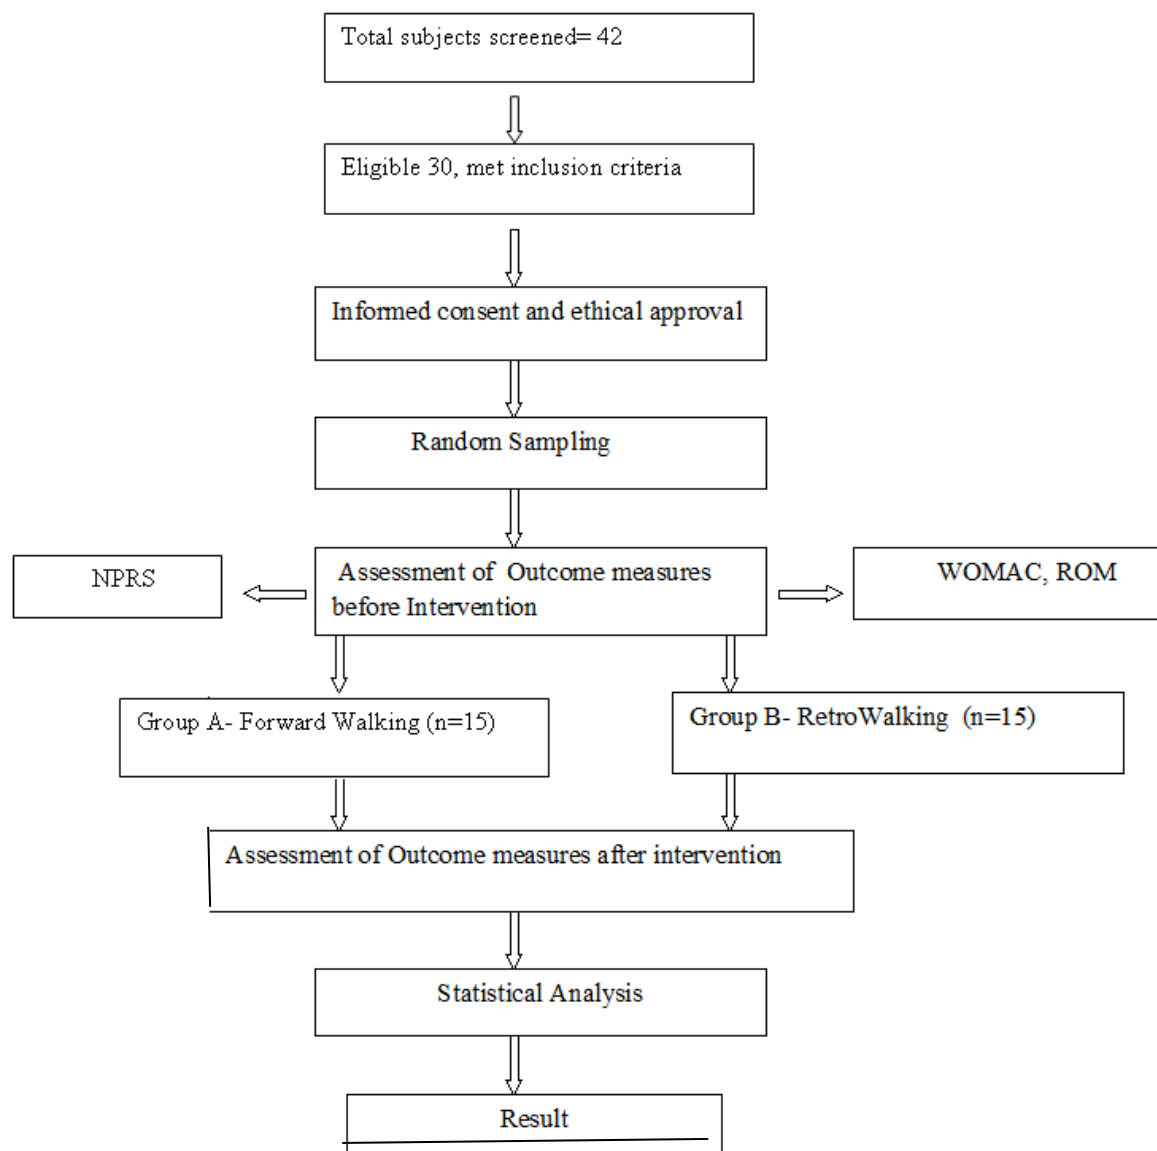 Total subjects screened= 42
Eligible 30, met inclusion criteria
Informed consent and ethical approval
Random Sampling
NPRS
Assessment of Outcome measures
before Intervention
WOMAC, ROM
Group A- Forward Walking (n=15)
Group B- RetroWalking (n=15)
Assessment of Outcome measures after intervention
Statistical Analysis
Result